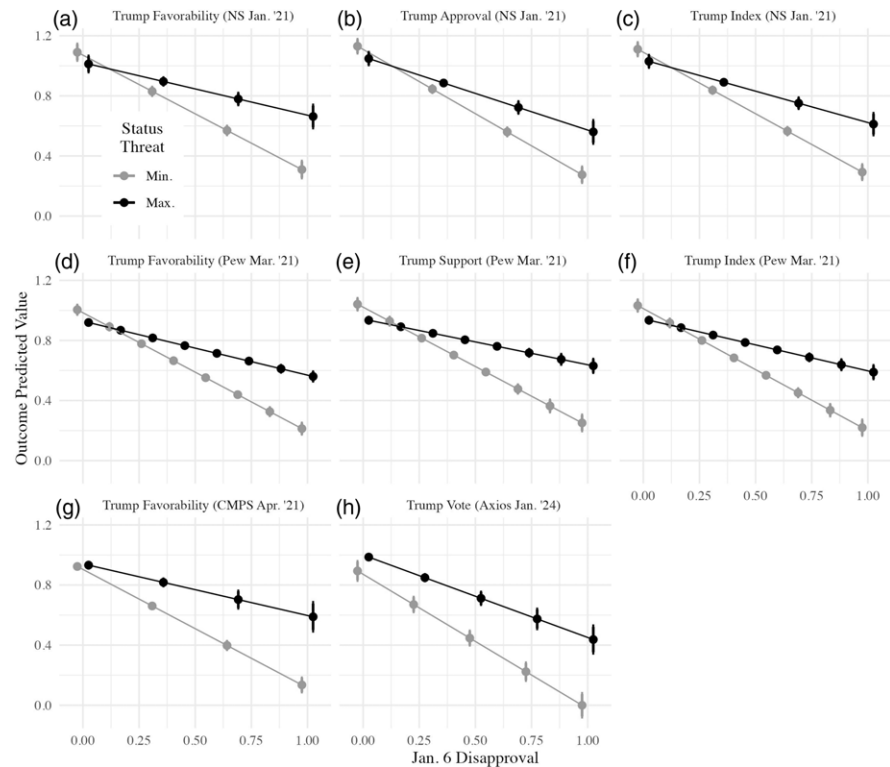 (a) Trump Favorability (NS Jan. '21)
(b) Trump Approval (NS Jan. '21)
(c) Trump Index (NS Jan. '21)
1.2
0.8
0.4
0.0
Status
Threat
Min.
Max.
(d) Trump Favorability (Pew Mar. '21)
(e) Trump Support (Pew Mar. '21)
(f) Trump Index (Pew Mar. '21)
Outcome Predicted Value
1.2
0.8
0.4
0.0
0.00 0.25 0.50 0.75 1.00
(g) Trump Favorability (CMPS Apr. '21)
(h) Trump Vote (Axios Jan. '24)
1.2
0.8
0.4
0.0
0.00 0.25 0.50 0.75 1.00
0.00 0.25 0.50 0.75 1.00
Jan. 6 Disapproval